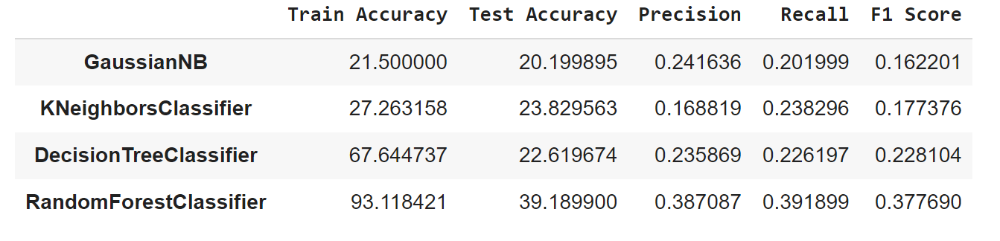 Train Accuracy Test Accuracy Precision Recall F1 Score
GaussianNB 21.500000 20.199895 0.241636 0.201999 0.162201
KNeighborsClassifier 27.263158 23.829563 0.168819 0.238296 0.177376
DecisionTreeClassifier 67.644737 22.619674 0.235869 0.226197 0.228104
RandomForestClassifier 93.118421 39.189900 0.387087 0.391899 0.377690